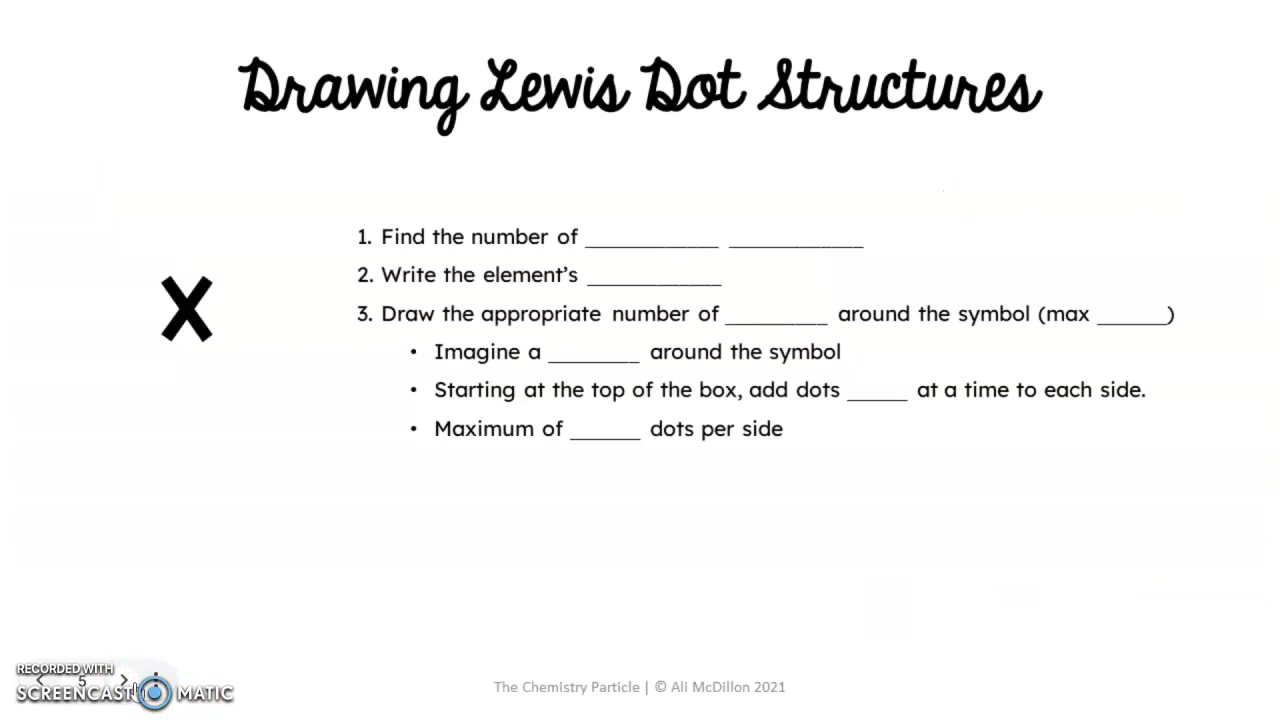 Drawing Lewis Dot Structures
1. Find the number of ____________ ____________
2. Write the element's ____________
X
3. Draw the appropriate number of _________ around the symbol (max ______)
• Imagine a ________ around the symbol
• Starting at the top of the box, add dots _____ at a time to each side.
• Maximum of ______ dots per side
RECORDED WITH
5
SCREENCAST MATIC
The Chemistry Particle | © Ali McDillon 2021